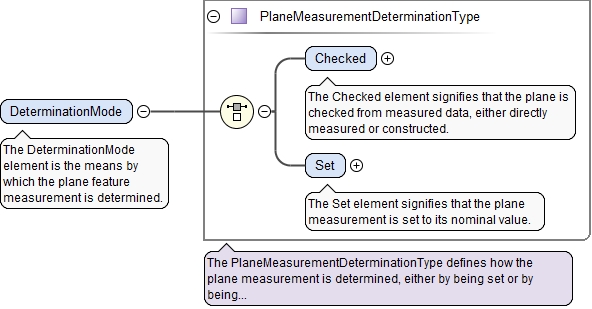 PlaneMeasurementDeterminationType
Checked
The Checked element signifies that the plane is
checked from measured data, either directly
measured or constructed.
DeterminationMode
The DeterminationMode
element is the means by
which the plane feature
measurement is determined.
Set
The Set element signifies that the plane
measurement is set to its nominal value.
The PlaneMeasurementDeterminationType defines how the
plane measurement is determined, either by being set or by
being...